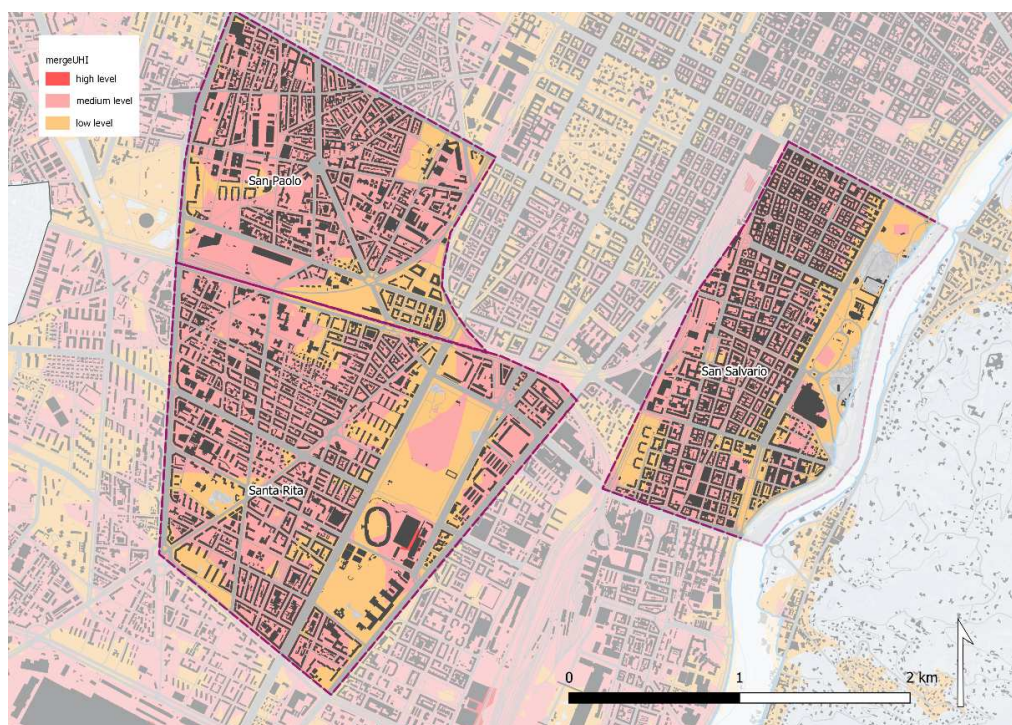 mergeUHI
high level
medium level
low level
San Paolo
San Salvario
Santa Rita
0 1 2 km